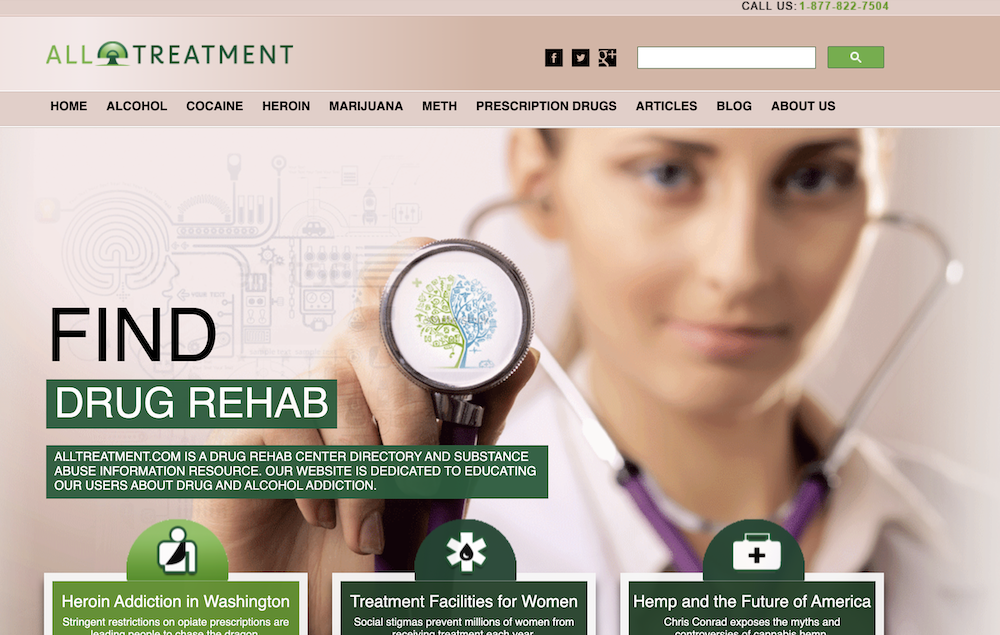 CALL US: 1-877-822-7504
ALL TREATMENT
HOME ALCOHOL COCAINE HEROIN MARIJUANA METH PRESCRIPTION DRUGS ARTICLES BLOG ABOUT US
FIND
DRUG REHAB
ALLTREATMENT.COM IS A DRUG REHAB CENTER DIRECTORY AND SUBSTANCE
ABUSE INFORMATION RESOURCE. OUR WEBSITE IS DEDICATED TO EDUCATING
OUR USERS ABOUT DRUG AND ALCOHOL ADDICTION.
Heroin Addiction in Washington
Stringent restrictions on opiate prescriptions are
leading people to chase the dragon
Treatment Facilities for Women
Social stigmas prevent millions of women from
receiving treatment each year
Hemp and the Future of America
Chris Conrad exposes the myths and
controversies of cannabis hemp